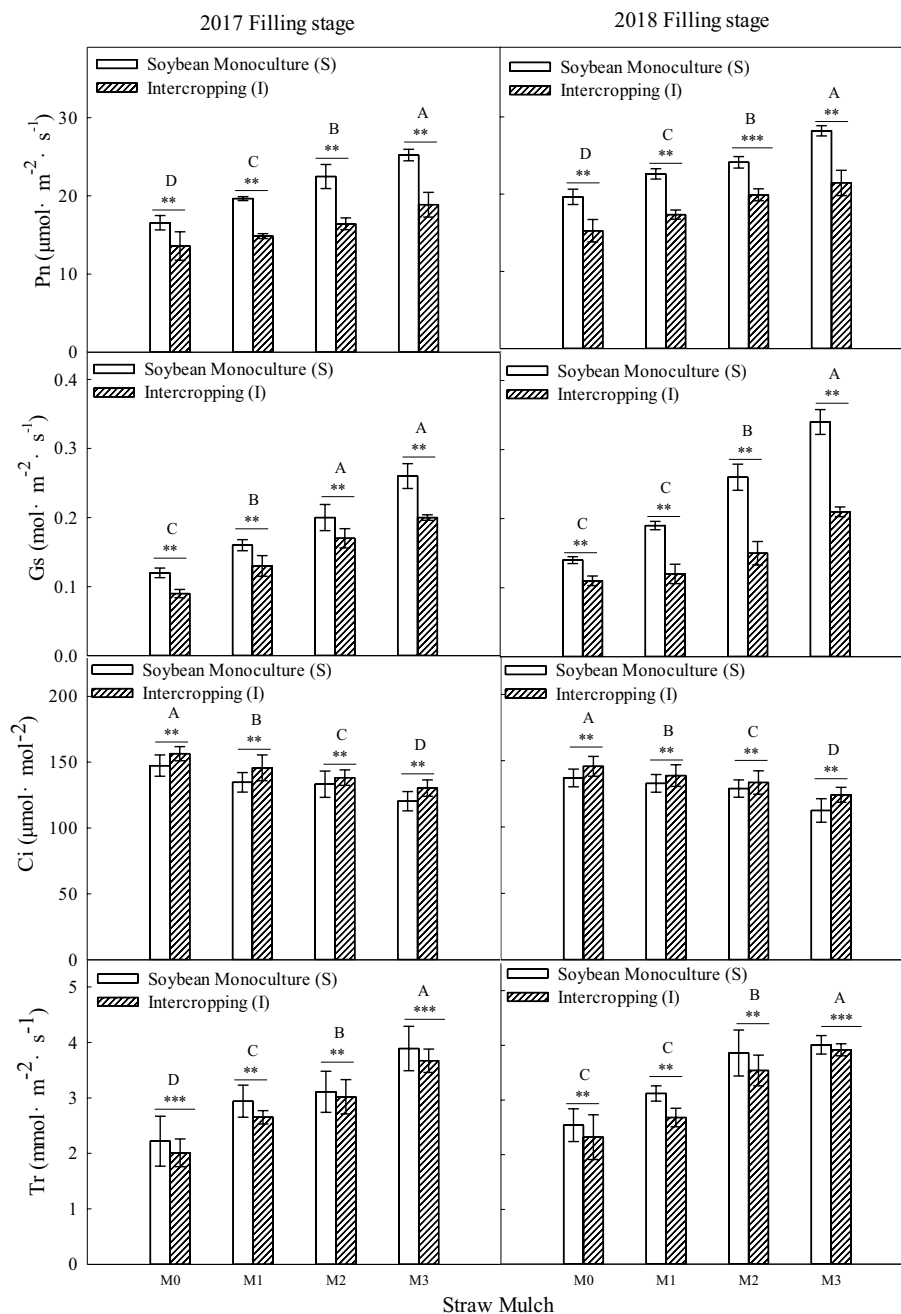 2017 Filling stage
2018 Filling stage
Soybean Monoculture (S)
Intercropping (I)
Pn (μmol· m-2· s-1)
30
20
10
0
D
**
C
**
B
**
A
**
Soybean Monoculture (S)
Intercropping (I)
D
**
C
**
B
***
A
**
Soybean Monoculture (S)
Intercropping (I)
Gs (mol· m-2· s-1)
0.4
0.3
0.2
0.1
0.0
C
**
B
**
A
**
A
**
Soybean Monoculture (S)
Intercropping (I)
C
**
C
**
B
**
A
**
Soybean Monoculture (S)
Intercropping (I)
Ci (μmol· mol-2)
200
150
100
50
0
A
**
B
**
C
**
D
**
Soybean Monoculture (S)
Intercropping (I)
A
**
B
**
C
**
D
**
Soybean Monoculture (S)
Intercropping (I)
Tr (mmol· m-2· s-1)
5
4
3
2
1
0
D
***
C
**
B
**
A
***
Soybean Monoculture (S)
Intercropping (I)
C
**
C
**
B
**
A
***
M0 M1 M2 M3
M0 M1 M2 M3
Straw Mulch